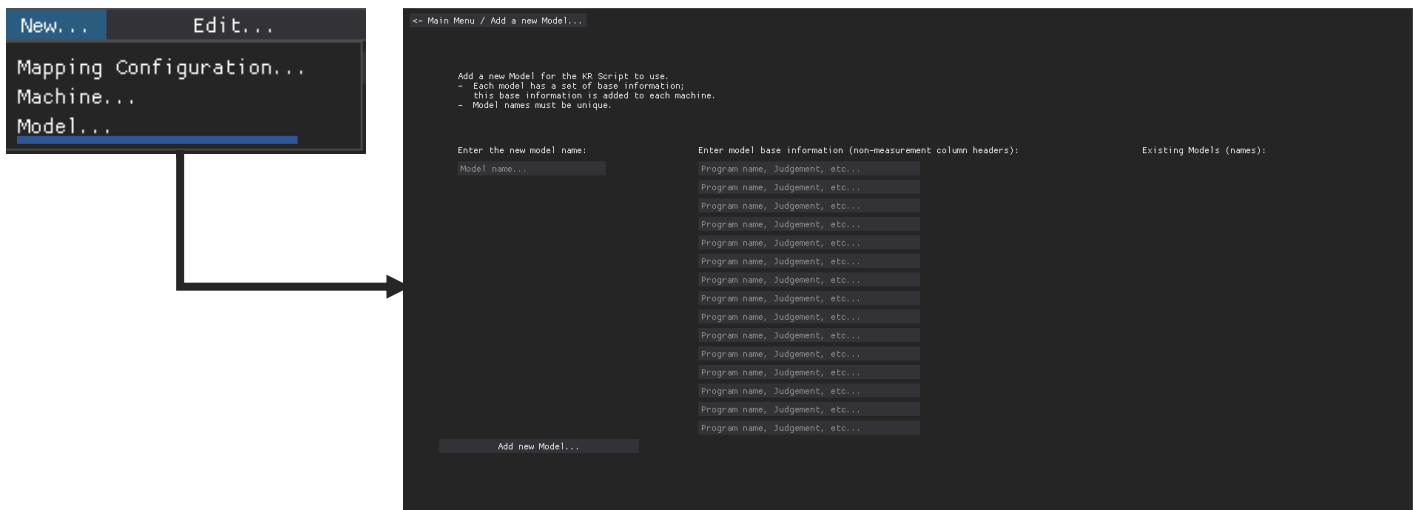 New... Edit...
Mapping Configuration...
Machine...
Model...
<- Main Menu / Add a new Model...
Add a new Model for the KR Script to use.
- Each model has a set of base information;
this base information is added to each machine.
- Model names must be unique.
Enter the new model name: Enter model base information (non-measurement column headers): Existing Models (names):
Model name... Program name, Judgement, etc...
Program name, Judgement, etc...
Program name, Judgement, etc...
Program name, Judgement, etc...
Program name, Judgement, etc...
Program name, Judgement, etc...
Program name, Judgement, etc...
Program name, Judgement, etc...
Program name, Judgement, etc...
Program name, Judgement, etc...
Program name, Judgement, etc...
Program name, Judgement, etc...
Program name, Judgement, etc...
Program name, Judgement, etc...
Program name, Judgement, etc...
Add new Model...